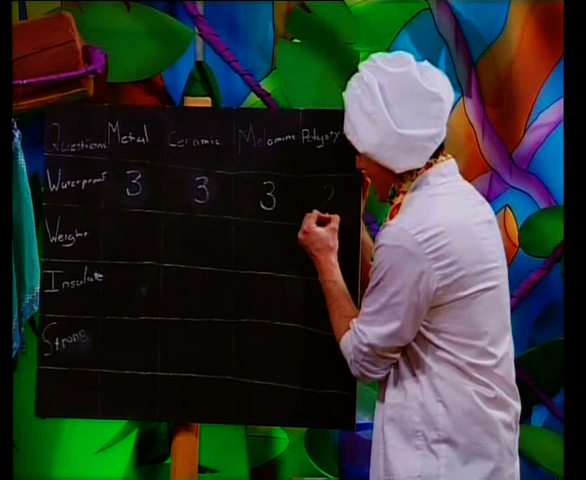 Questions Metal Ceramic Melamine Polysty
Waterproof 3 3 3
Weight
Insulate
Strong